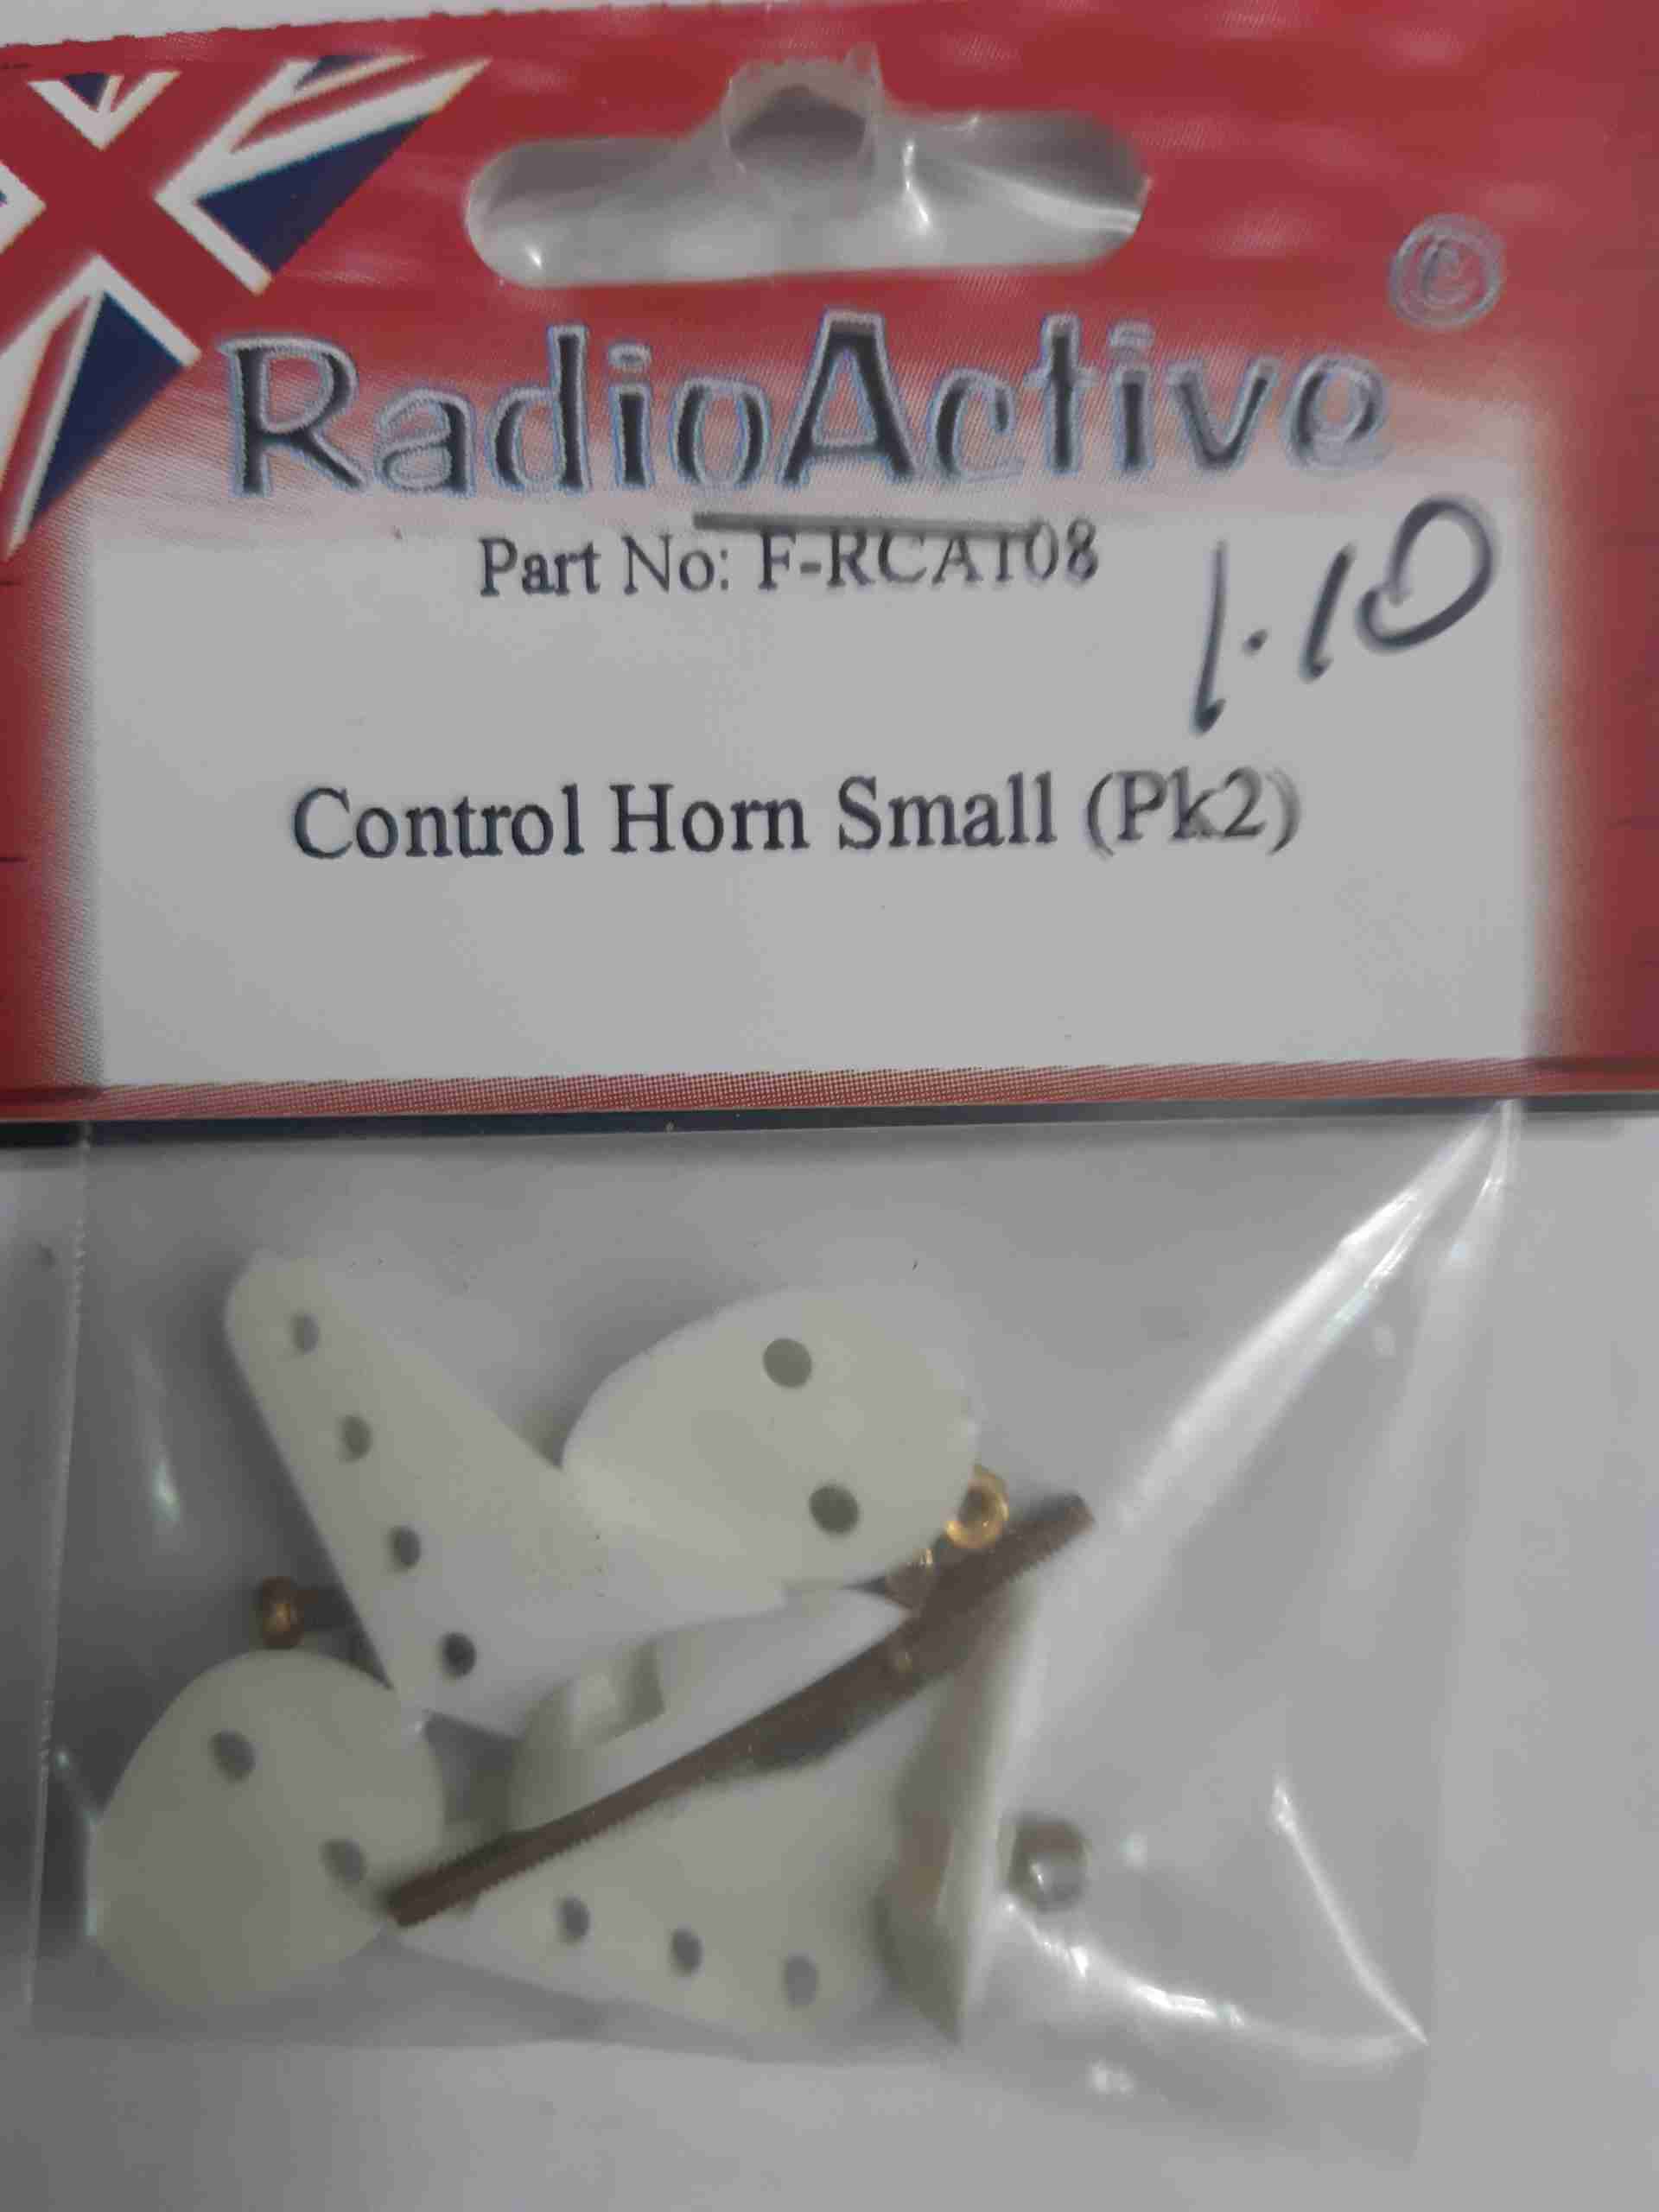 ©
RadioActive
Part No: F-RCA108
1.10
Control Horn Small (Pk2)